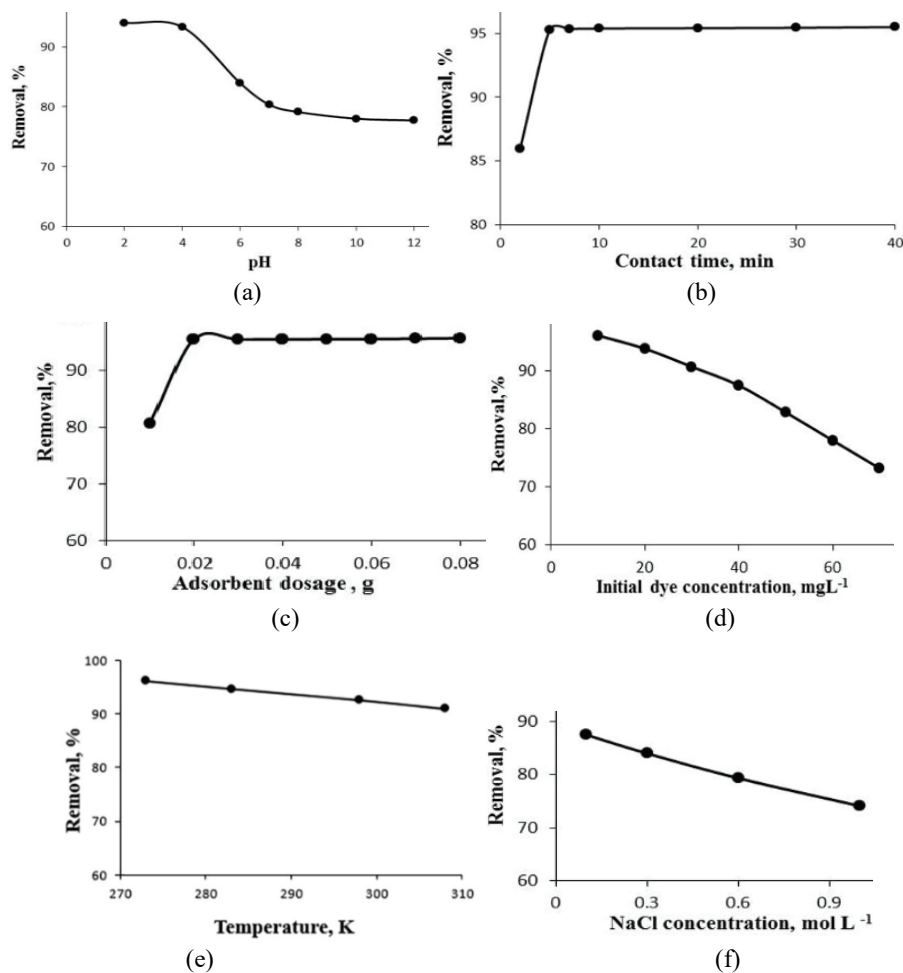 90
80
70
60
0 2 4 6 8 10 12
Removal, %
pH
(a)
95
90
85
80
0 10 20 30 40
Removal, %
Contact time, min
(b)
90
80
70
60
0 0.02 0.04 0.06 0.08
Removal,%
Adsorbent dosage , g
(c)
90
80
70
60
0 20 40 60
Removal,%
Initial dye concentration, mgL⁻¹
(d)
100
90
80
70
60
270 280 290 300 310
Removal, %
Temperature, K
(e)
90
80
70
60
0 0.3 0.6 0.9
Removal, %
NaCl concentration, mol L ⁻¹
(f)